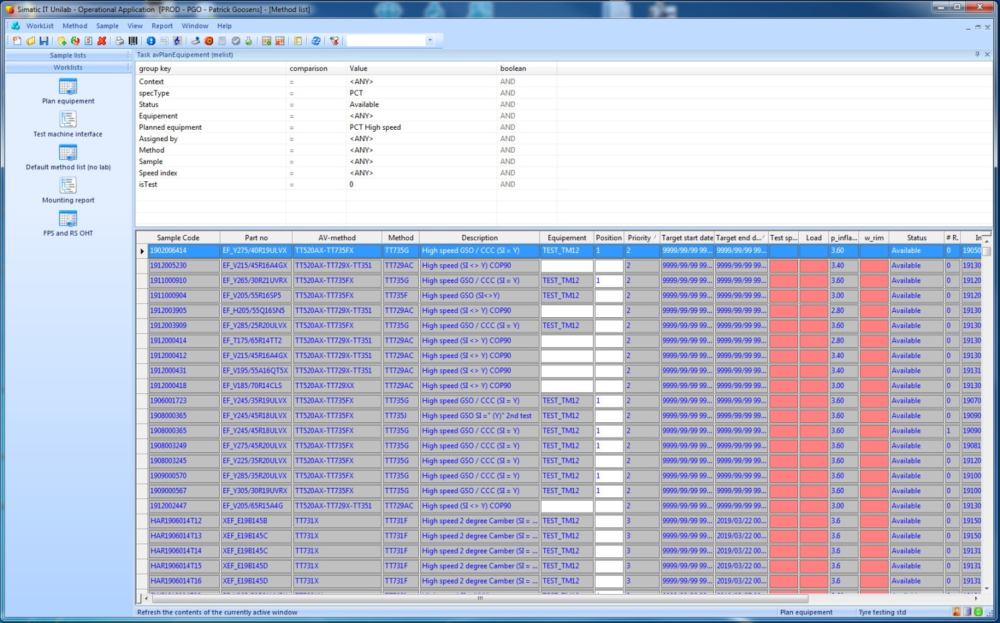 Simatic IT Unilab - Operational Application [PROD - PGO - Patrick Goosens] - [Method list]
WorkList Method Sample View Report Window Help
Sample lists
Worklists
Plan equipement
Test machine interface
Default method list (no lab)
Mounting report
FPS and RS OHT
Task avPlanEquipement (melist)
group key comparison Value boolean
Context = <ANY> AND
specType = PCT AND
Status = Available AND
Equipement = <ANY> AND
Planned equipment = PCT High speed AND
Assigned by = <ANY> AND
Method = <ANY> AND
Sample = <ANY> AND
Speed index = <ANY> AND
isTest = 0 AND
Sample Code Part no AV-method Method Description Equipement Position Priority Target start date Target end d... Test sp... Load p_infla... w_rim Status # R. In
1902006414 EF_Y275/40R19ULVX TT520AX-TT735FX TT735G High speed GSO / CCC (SI = Y) TEST_TM12 1 2 9999/99/99 99... 9999/99/99 99... 3.60 Available 0 19050
1912005230 EF_V215/45R16A4GX TT520AX-TT729X-TT351 TT729AC High speed (SI <> Y) COP90 2 9999/99/99 99... 9999/99/99 99... 3.40 Available 0 19130
1911000910 EF_Y265/30R21UVRX TT520AX-TT735FX TT735G High speed GSO / CCC (SI = Y) TEST_TM12 1 2 9999/99/99 99... 9999/99/99 99... 3.60 Available 0 19120
1911000904 EF_V205/55R16SP5 TT520AX-TT735FX TT735F High speed GSO (SI<>Y) TEST_TM12 2 9999/99/99 99... 9999/99/99 99... 3.00 Available 0 19120
1912003905 EF_H205/55Q16SN5 TT520AX-TT729X-TT351 TT729AC High speed (SI <> Y) COP90 2 9999/99/99 99... 9999/99/99 99... 2.80 Available 0 19130
1912003909 EF_Y285/25R20ULVX TT520AX-TT735FX TT735G High speed GSO / CCC (SI = Y) TEST_TM12 2 9999/99/99 99... 9999/99/99 99... 3.60 Available 0 19130
1912000414 EF_T175/65R14TT2 TT520AX-TT729X-TT351 TT729AC High speed (SI <> Y) COP90 2 9999/99/99 99... 9999/99/99 99... 2.80 Available 0 19130
1912000412 EF_V215/45R16A4GX TT520AX-TT729X-TT351 TT729AC High speed (SI <> Y) COP90 2 9999/99/99 99... 9999/99/99 99... 3.40 Available 0 19130
1912000431 EF_V195/55A16QT5X TT520AX-TT729X-TT351 TT729AC High speed (SI <> Y) COP90 2 9999/99/99 99... 9999/99/99 99... 3.40 Available 0 19131
1912000418 EF_V185/70R14CLS TT520AX-TT729XX TT729AC High speed (SI <> Y) COP90 2 9999/99/99 99... 9999/99/99 99... 3.00 Available 0 19130
1906001723 EF_Y245/35R19ULVX TT520AX-TT735FX TT735G High speed GSO / CCC (SI = Y) TEST_TM12 1 2 9999/99/99 99... 9999/99/99 99... 3.60 Available 0 19070
1908000365 EF_Y245/45R18ULVX TT520AX-TT735FX TT735J High speed GSO SI =" (Y)" 2nd test TEST_TM12 2 9999/99/99 99... 9999/99/99 99... 3.60 Available 0 19090
1908000365 EF_Y245/45R18ULVX TT520AX-TT735FX TT735G High speed GSO / CCC (SI = Y) TEST_TM12 1 2 9999/99/99 99... 9999/99/99 99... 3.60 Available 1 19090
1908003249 EF_Y275/45R20ULVX TT520AX-TT735FX TT735G High speed GSO / CCC (SI = Y) TEST_TM12 1 2 9999/99/99 99... 9999/99/99 99... 3.60 Available 0 19081
1908003245 EF_Y225/35R20ULVX TT520AX-TT735FX TT735G High speed GSO / CCC (SI = Y) TEST_TM12 2 9999/99/99 99... 9999/99/99 99... 3.60 Available 0 19120
1909000570 EF_Y285/35R20ULVX TT520AX-TT735FX TT735G High speed GSO / CCC (SI = Y) TEST_TM12 1 2 9999/99/99 99... 9999/99/99 99... 3.60 Available 0 19100
1909000567 EF_Y305/30R19UVRX TT520AX-TT735FX TT735G High speed GSO / CCC (SI = Y) TEST_TM12 1 2 9999/99/99 99... 9999/99/99 99... 3.60 Available 0 19100
1912002447 EF_V205/65R15A4G TT520AX-TT729X-TT351 TT729AC High speed (SI <> Y) COP90 2 9999/99/99 99... 9999/99/99 99... 3.00 Available 0 19130
HAR1906014T12 XEF_E19B145B TT731X TT731F High speed 2 degree Camber (SI = ... TEST_TM12 3 9999/99/99 99... 2019/03/22 00... 3.6 Available 0 19150
HAR1906014T13 XEF_E19B145C TT731X TT731F High speed 2 degree Camber (SI = ... TEST_TM12 3 9999/99/99 99... 2019/03/22 00... 3.6 Available 0 19150
HAR1906014T14 XEF_E19B145C TT731X TT731F High speed 2 degree Camber (SI = ... TEST_TM12 3 9999/99/99 99... 2019/03/22 00... 3.6 Available 0 19131
HAR1906014T15 XEF_E19B145D TT731X TT731F High speed 2 degree Camber (SI = ... TEST_TM12 3 9999/99/99 99... 2019/03/22 00... 3.6 Available 0 19131
HAR1906014T16 XEF_E19B145D TT731X TT731F High speed 2 degree Camber (SI = ... TEST_TM12 3 9999/99/99 99... 2019/03/22 00... 3.6 Available 0 19131
Refresh the contents of the currently active window Plan equipement Tyre testing std